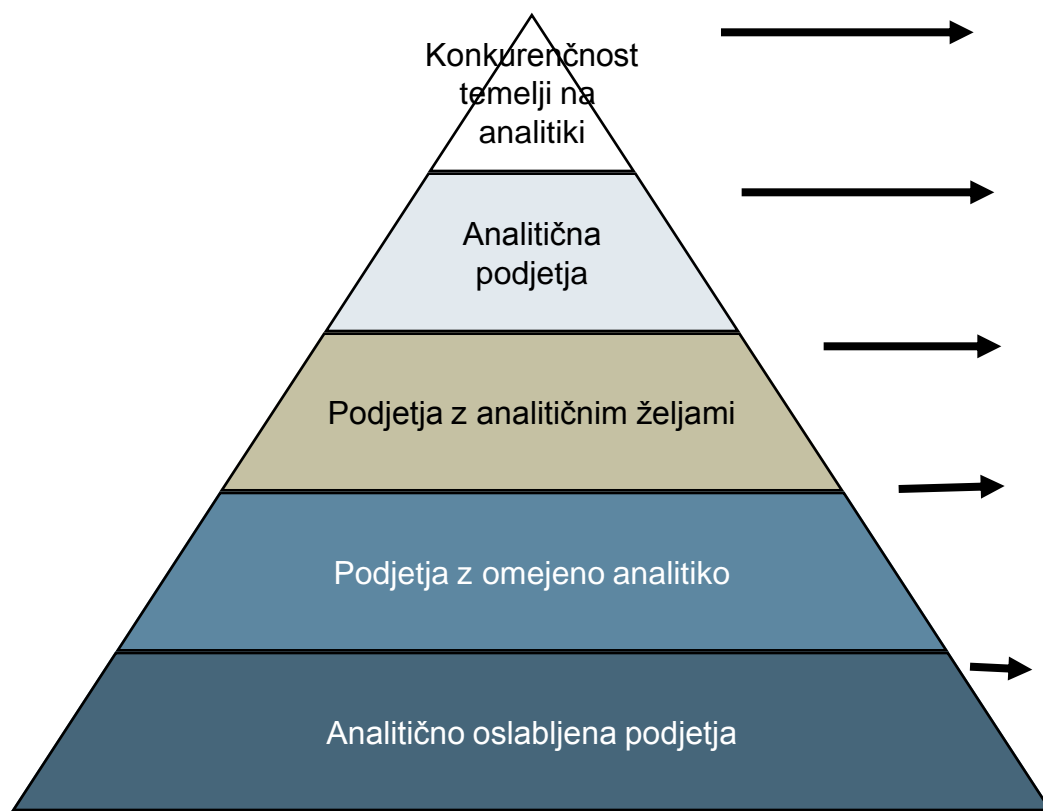 Konkurenčnost
temelji na
analitiki
Analitična
podjetja
Podjetja z analitičnim željami
Podjetja z omejeno analitiko
Analitično oslabljena podjetja